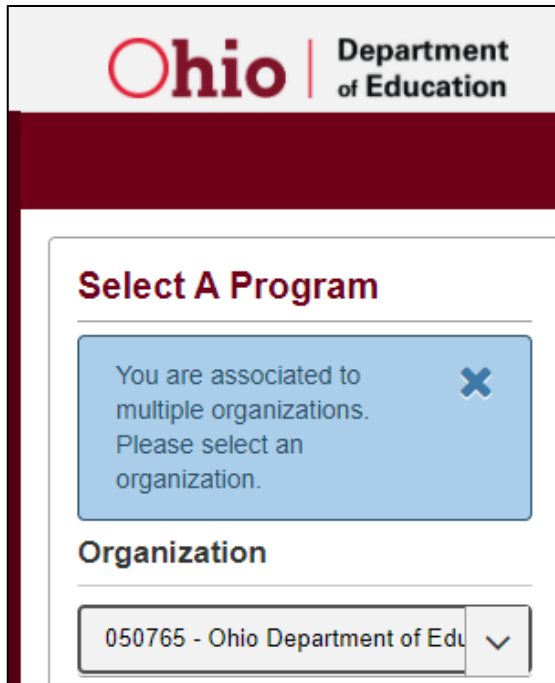 Ohio
Department
of Education
Select A Program
You are associated to
multiple organizations.
Please select an
organization.
Organization
050765 - Ohio Department of Edu